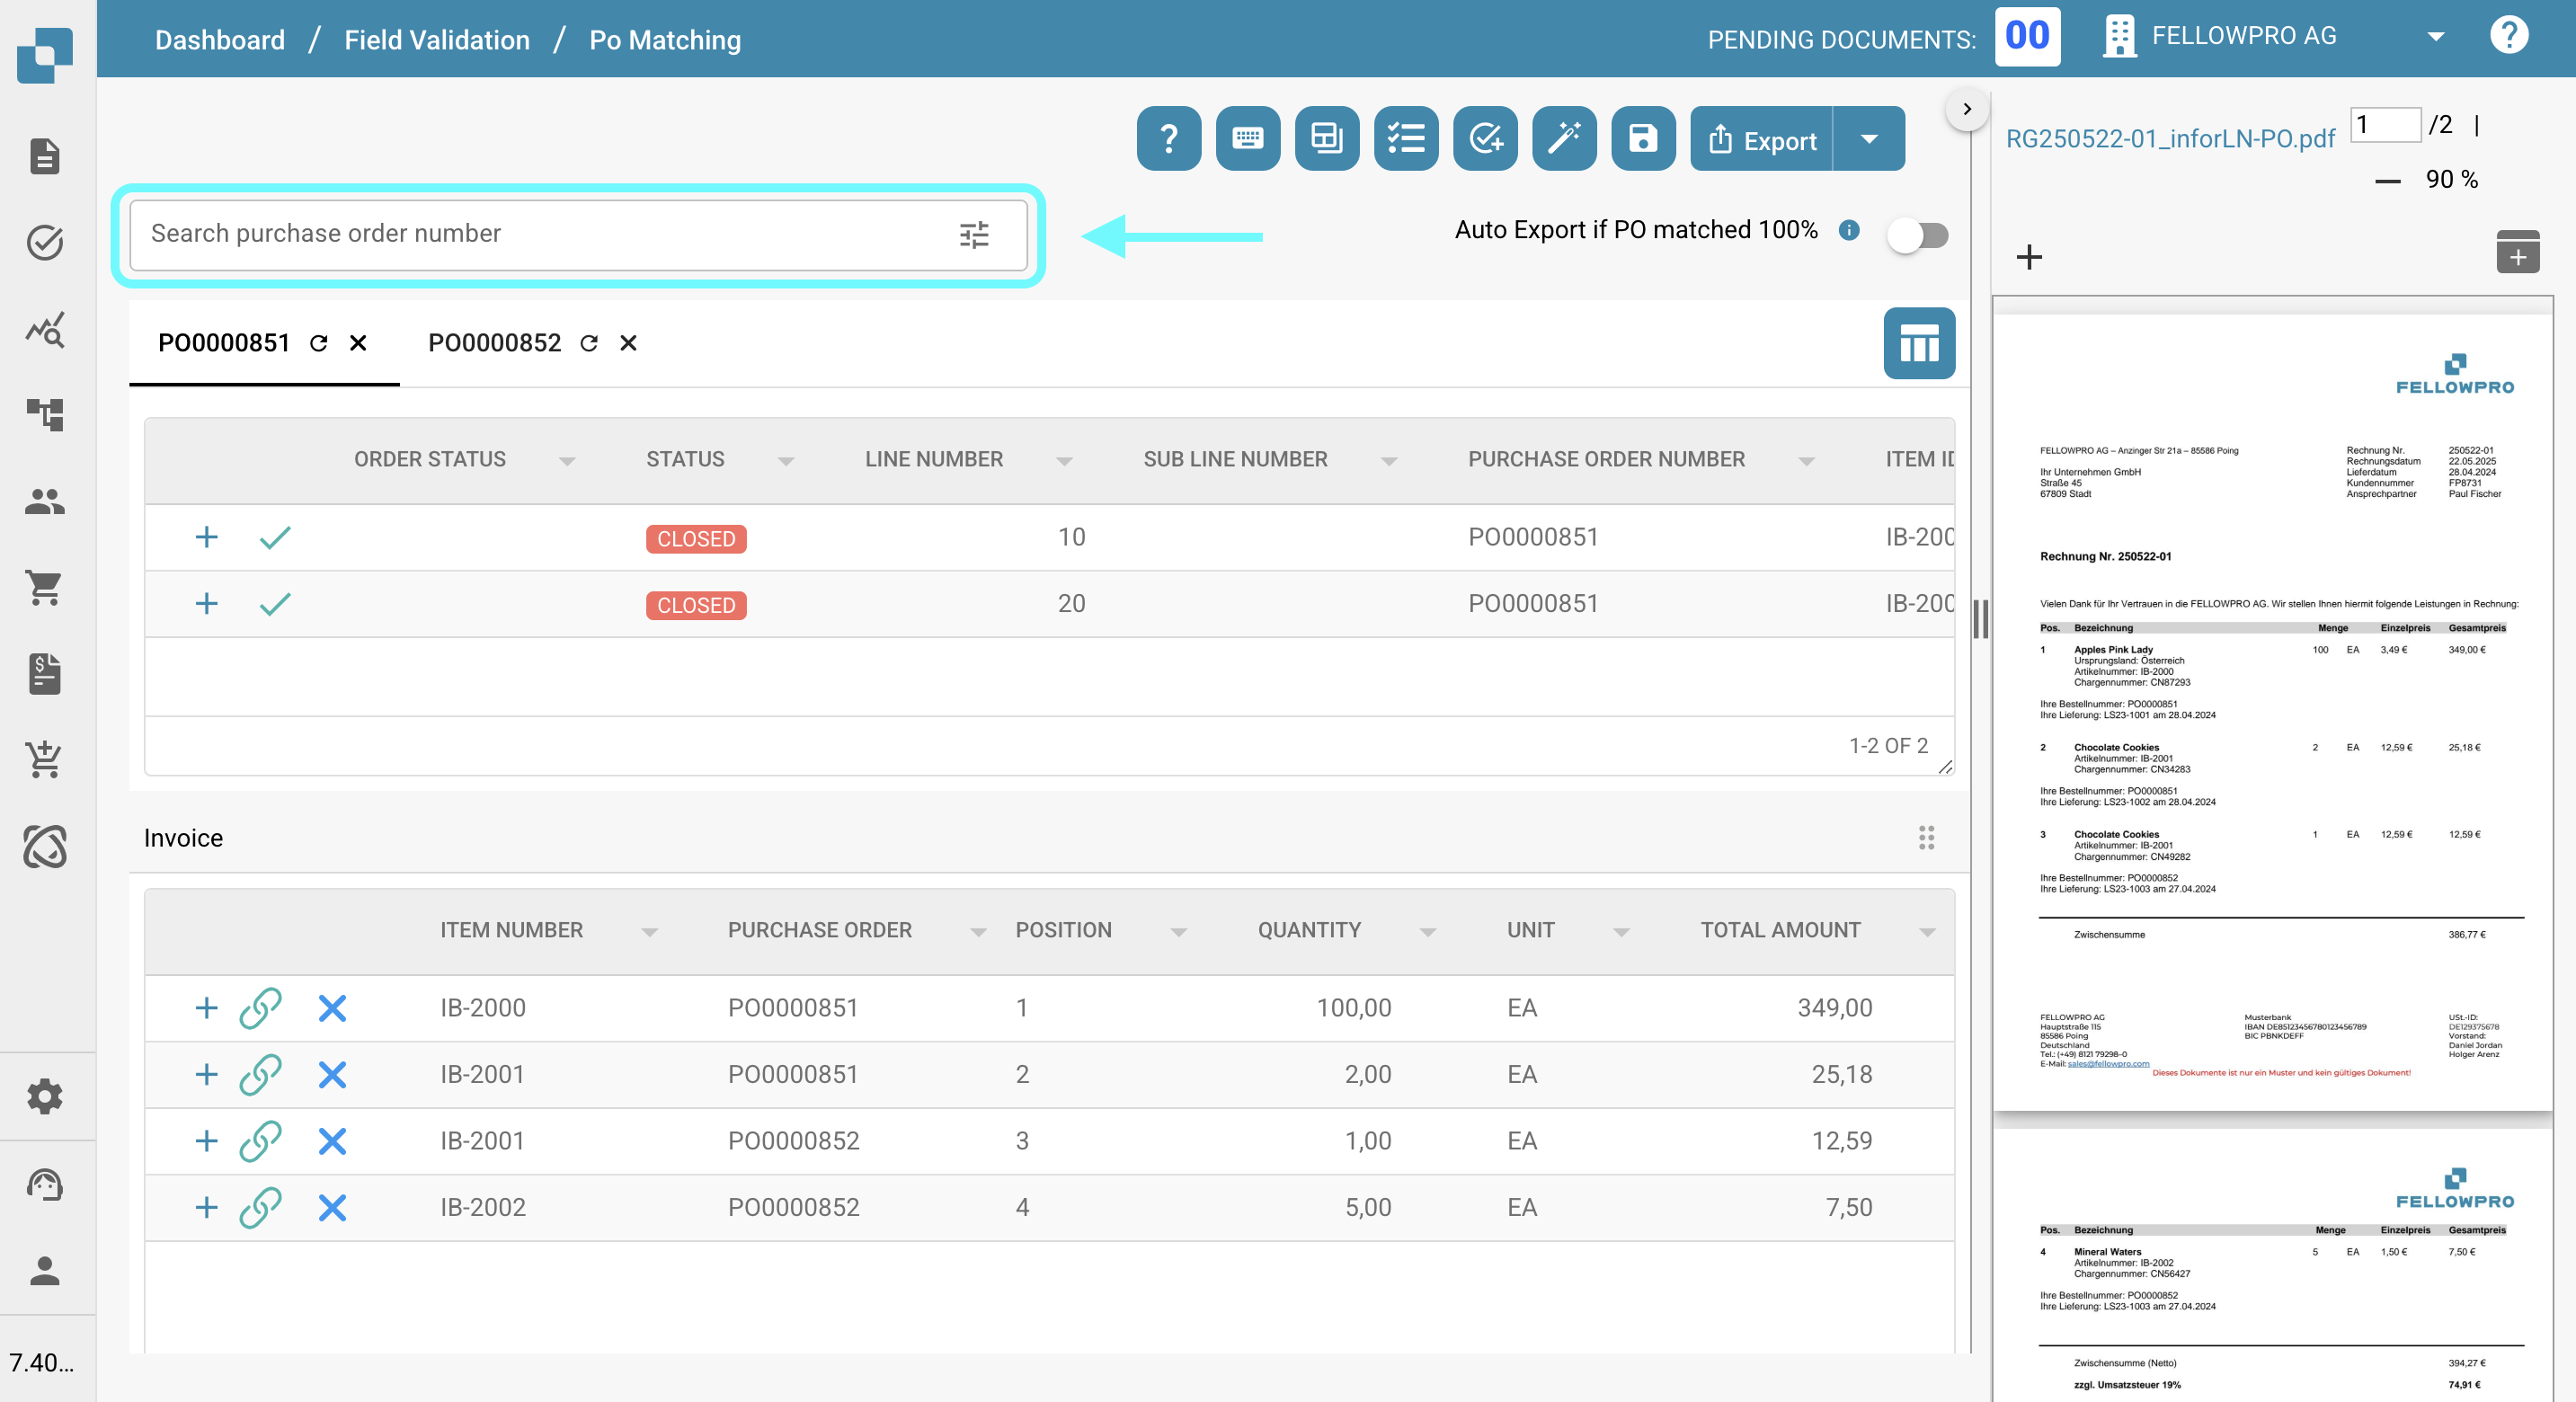 Dashboard / Field Validation / Po Matching
PENDING DOCUMENTS: 00
FELLOWPRO AG
?
?
Export
Search purchase order number
Auto Export if PO matched 100%
PO0000851
PO0000852
ORDER STATUS STATUS LINE NUMBER SUB LINE NUMBER PURCHASE ORDER NUMBER ITEM ID
CLOSED 10 PO0000851 IB-200
CLOSED 20 PO0000851 IB-200
1-2 OF 2
Invoice
ITEM NUMBER PURCHASE ORDER POSITION QUANTITY UNIT TOTAL AMOUNT
IB-2000 PO0000851 1 100,00 EA 349,00
IB-2001 PO0000851 2 2,00 EA 25,18
IB-2001 PO0000852 3 1,00 EA 12,59
IB-2002 PO0000852 4 5,00 EA 7,50
7.40...
RG250522-01_inforLN-PO.pdf
1 /2 |
90 %
FELLOWPRO
FELLOWPRO AG – Anzinger Str 21a – 85586 Poing
Ihr Unternehmen GmbH
Straße 45
67809 Stadt
Rechnung Nr. 250522-01
Rechnungsdatum 22.05.2025
Lieferdatum 28.04.2024
Kundennummer FP8731
Ansprechpartner Paul Fischer
Rechnung Nr. 250522-01
Vielen Dank für Ihr Vertrauen in die FELLOWPRO AG. Wir stellen Ihnen hiermit folgende Leistungen in Rechnung:
Pos. Bezeichnung Menge Einzelpreis Gesamtpreis
1 Apples Pink Lady 100 EA 3,49 € 349,00 €
Ursprungsland: Österreich
Artikelnummer: IB-2000
Chargennummer: CN87293
Ihre Bestellnummer: PO0000851
Ihre Lieferung: LS23-1001 am 28.04.2024
2 Chocolate Cookies 2 EA 12,59 € 25,18 €
Artikelnummer: IB-2001
Chargennummer: CN34283
Ihre Bestellnummer: PO0000851
Ihre Lieferung: LS23-1002 am 28.04.2024
3 Chocolate Cookies 1 EA 12,59 € 12,59 €
Artikelnummer: IB-2001
Chargennummer: CN49282
Ihre Bestellnummer: PO0000852
Ihre Lieferung: LS23-1003 am 27.04.2024
Zwischensumme 386,77 €
FELLOWPRO AG
Hauptstraße 115
85586 Poing
Deutschland
Tel.: (+49) 8121 79298-0
E-Mail: sales@fellowpro.com
Musterbank
IBAN DE85123456780123456789
BIC PBNKDEFF
USt.-ID:
DE129375678
Vorstand:
Daniel Jordan
Holger Arenz
Dieses Dokumente ist nur ein Muster und kein gültiges Dokument!
FELLOWPRO
Pos. Bezeichnung Menge Einzelpreis Gesamtpreis
4 Mineral Waters 5 EA 1,50 € 7,50 €
Artikelnummer: IB-2002
Chargennummer: CN56427
Ihre Bestellnummer: PO0000852
Ihre Lieferung: LS23-1003 am 27.04.2024
Zwischensumme (Netto) 394,27 €
zzgl. Umsatzsteuer 19% 74,91 €